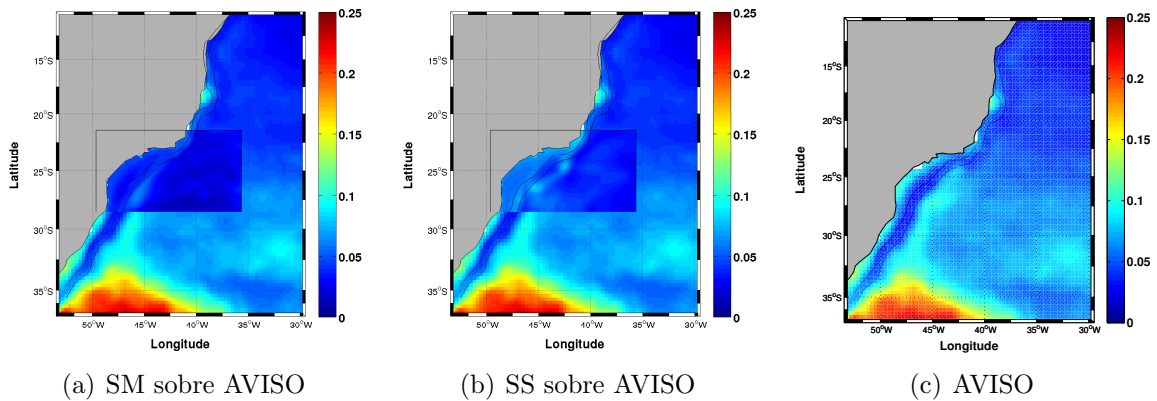 0.25
0.2
0.15
0.1
0.05
0
15°S
20°S
25°S
30°S
35°S
50°W
45°W
40°W
35°W
30°W
Latitude
Longitude
(a) SM sobre AVISO
0.25
0.2
0.15
0.1
0.05
0
15°S
20°S
25°S
30°S
35°S
50°W
45°W
40°W
35°W
30°W
Latitude
Longitude
(b) SS sobre AVISO
0.25
0.2
0.15
0.1
0.05
0
15°S
20°S
25°S
30°S
35°S
50°W
45°W
40°W
35°W
30°W
Latitude
Longitude
(c) AVISO